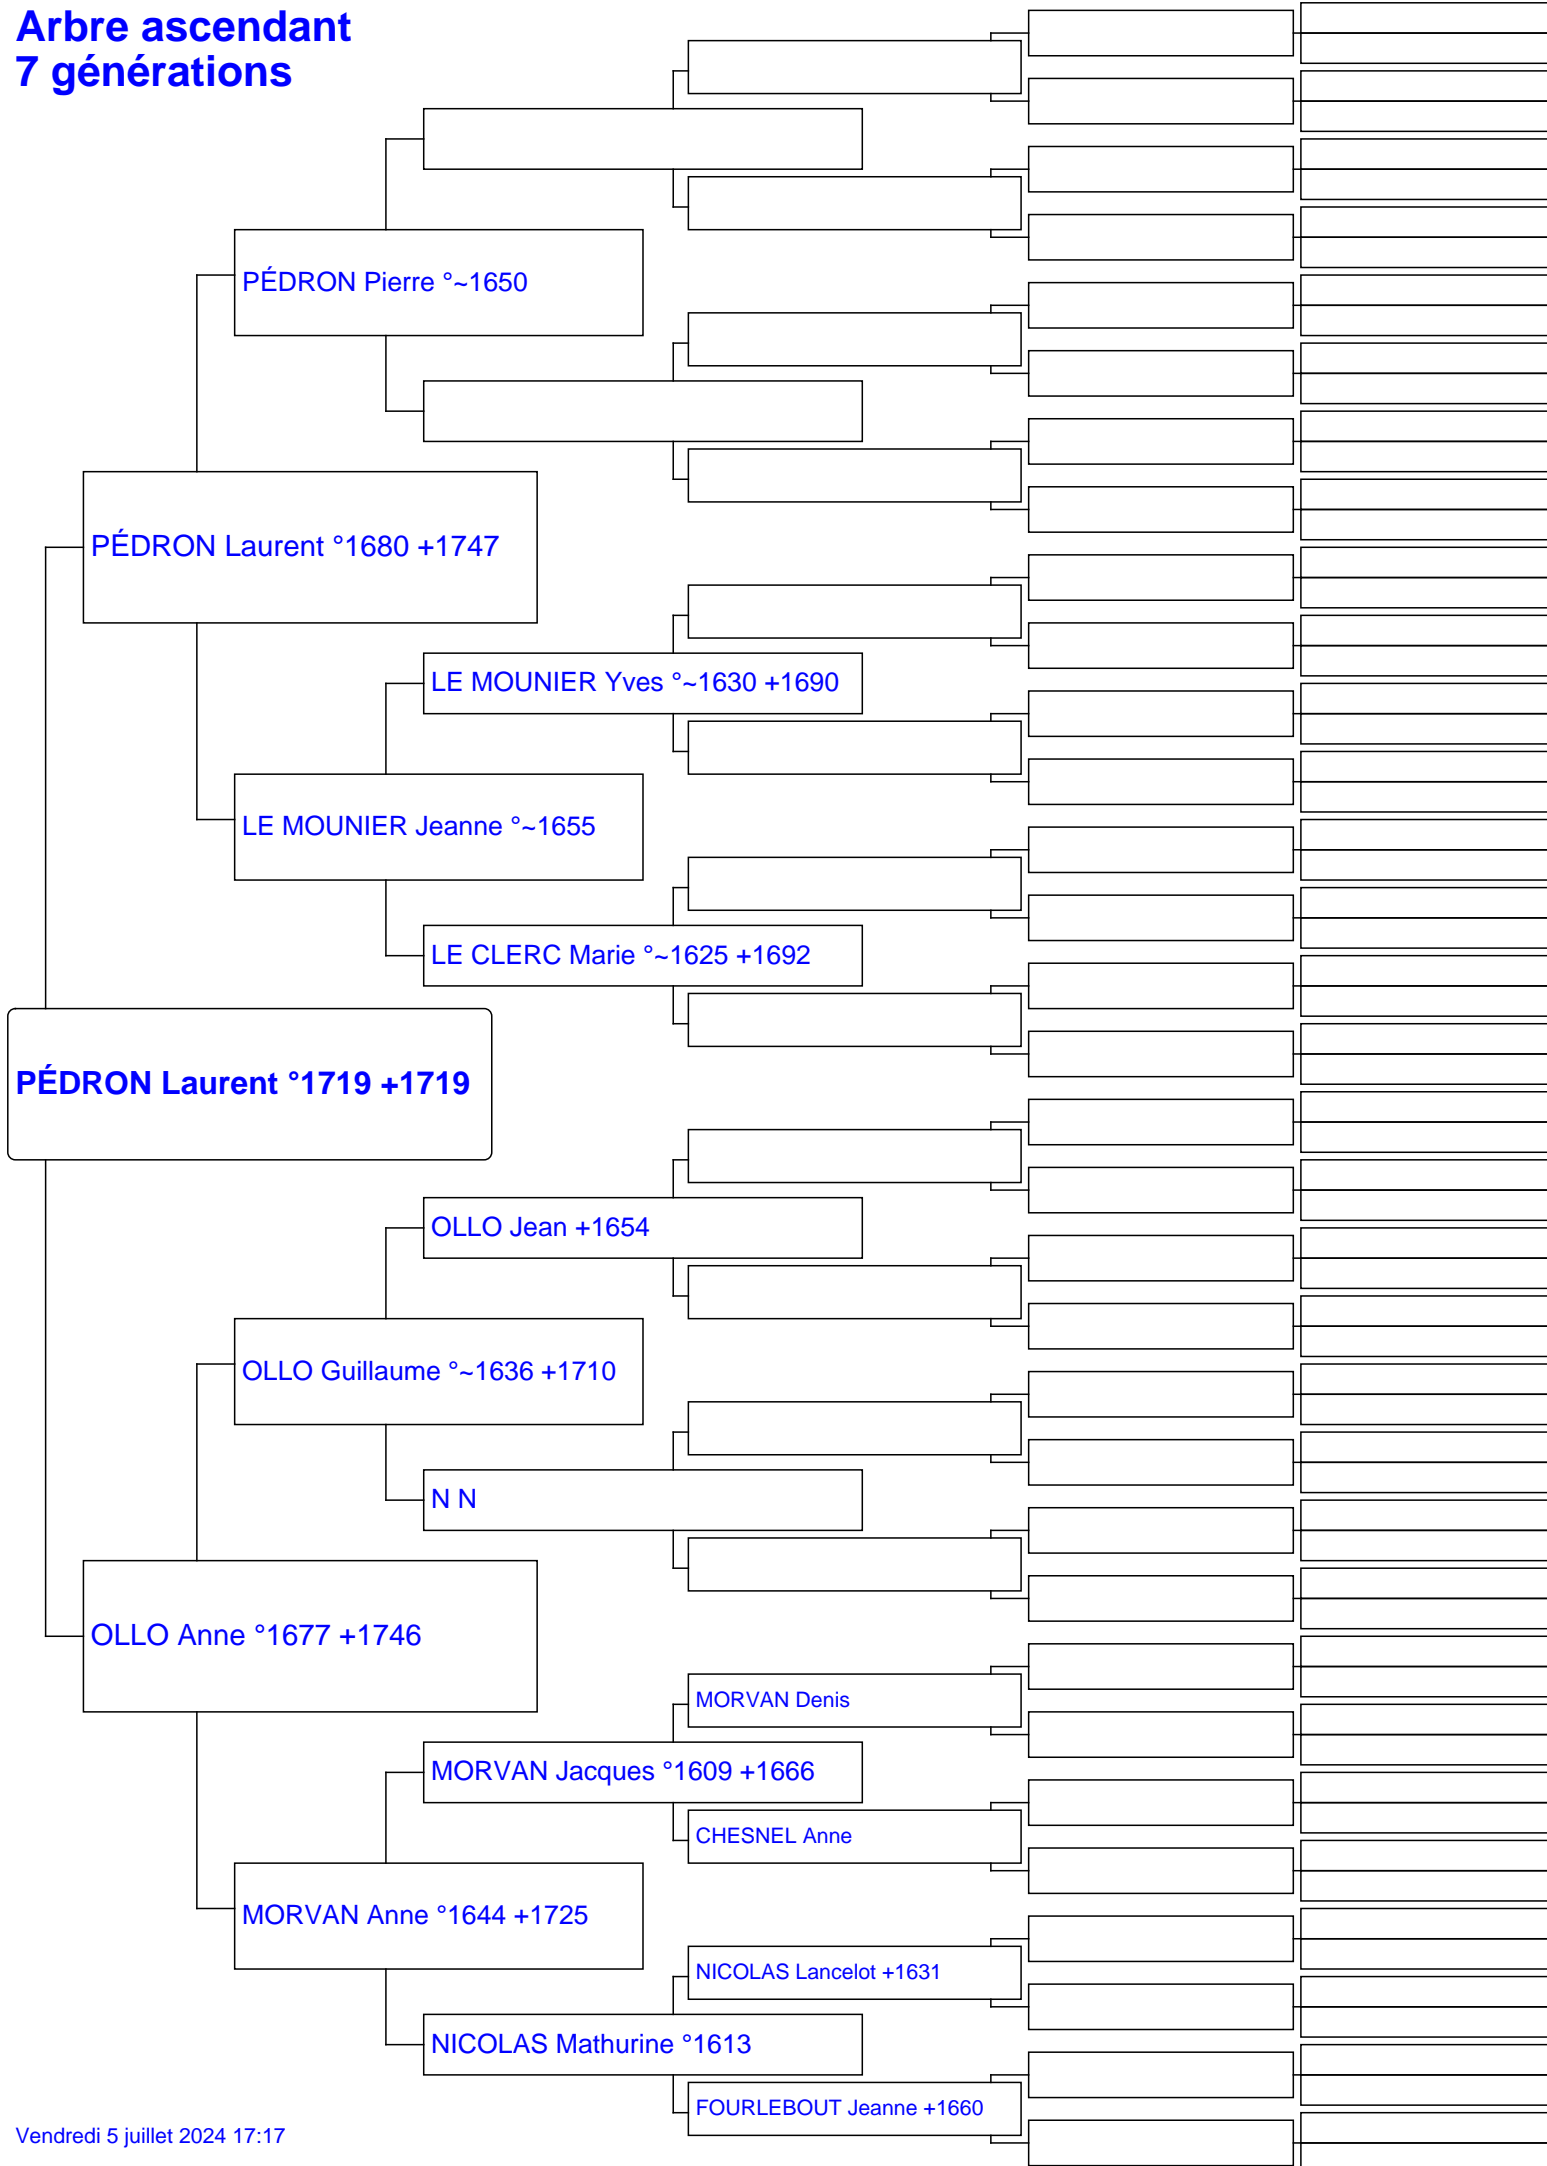 Arbre ascendant
7 générations
PÉDRON Pierre °~1650
PÉDRON Laurent °1680 +1747
LE MOUNIER Yves °~1630 +1690
LE MOUNIER Jeanne °~1655
LE CLERC Marie °~1625 +1692
PÉDRON Laurent °1719 +1719
OLLO Jean +1654
OLLO Guillaume °~1636 +1710
N N
OLLO Anne °1677 +1746
MORVAN Denis
MORVAN Jacques °1609 +1666
CHESNEL Anne
MORVAN Anne °1644 +1725
NICOLAS Lancelot +1631
NICOLAS Mathurine °1613
FOURLEBOUT Jeanne +1660
Vendredi 5 juillet 2024 17:17